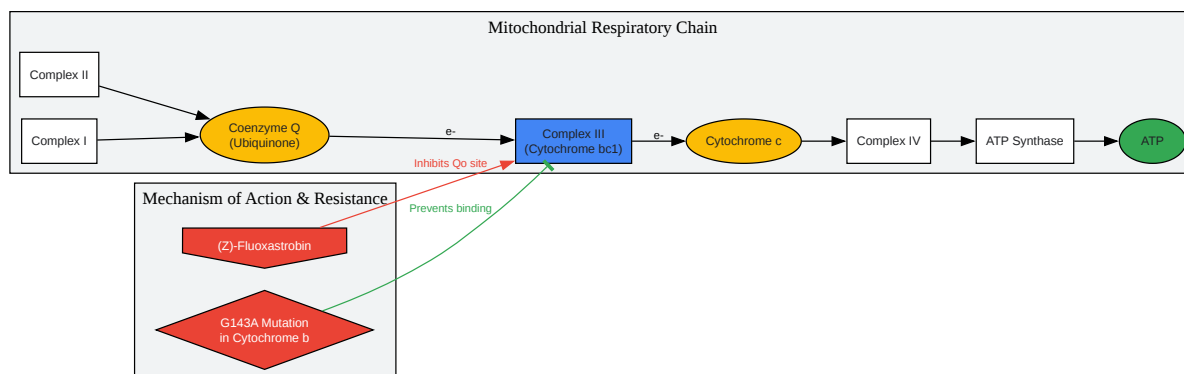 Mitochondrial Respiratory Chain
Complex II
Complex I
Coenzyme Q
(Ubiquinone)
e-
Complex III
(Cytochrome bc1)
e-
Cytochrome c
Complex IV
ATP Synthase
ATP
Inhibits Qo site
Mechanism of Action & Resistance
Prevents binding
(Z)-Fluoxastrobin
G143A Mutation
in Cytochrome b